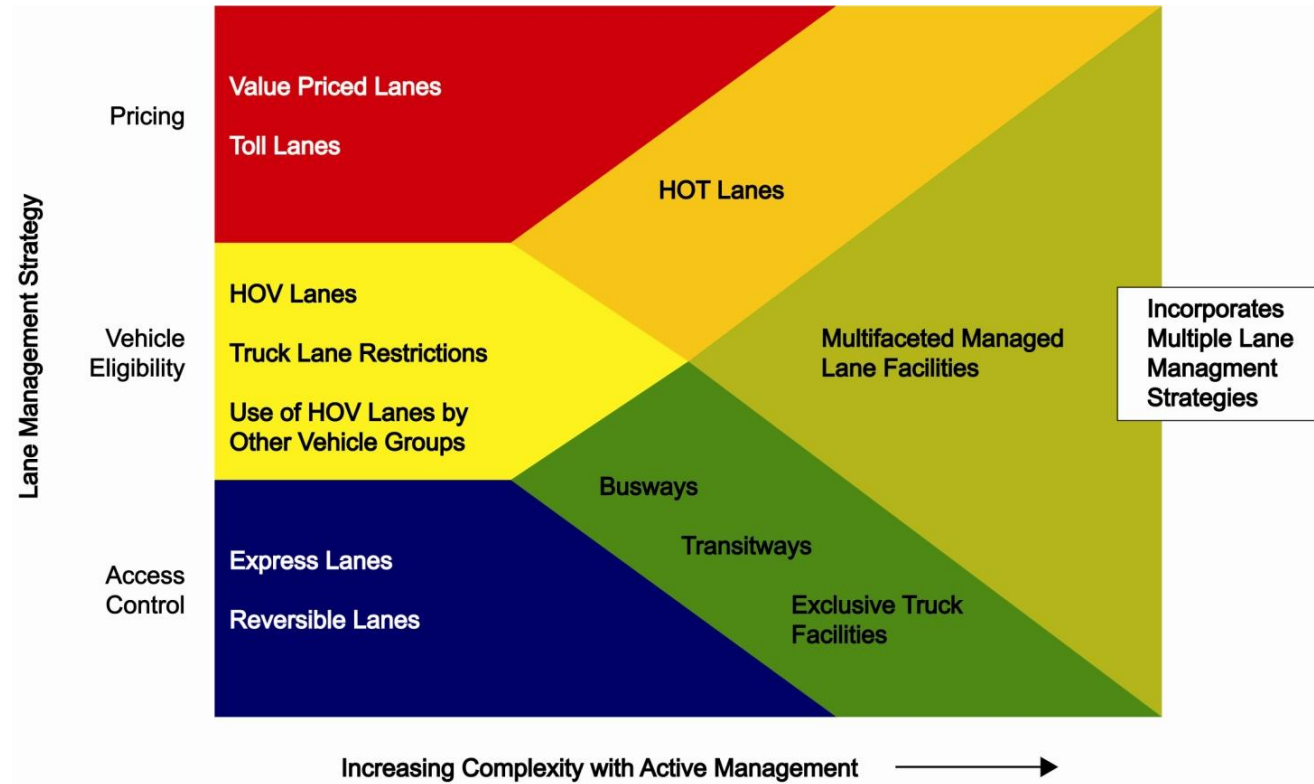 Lane Management Strategy
Pricing
Value Priced Lanes
Toll Lanes
HOT Lanes
Vehicle
Eligibility
HOV Lanes
Truck Lane Restrictions
Use of HOV Lanes by
Other Vehicle Groups
Multifaceted Managed
Lane Facilities
Incorporates
Multiple Lane
Managment
Strategies
Access
Control
Express Lanes
Reversible Lanes
Busways
Transitways
Exclusive Truck
Facilities
Increasing Complexity with Active Management